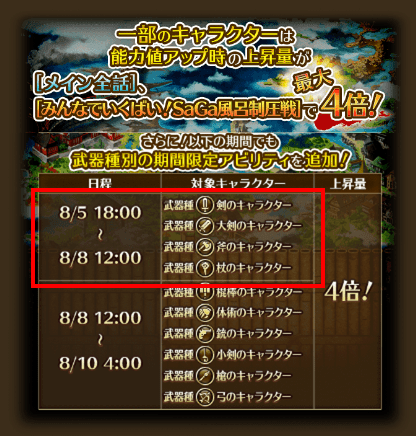 一部のキャラクターは
能力値アップ時の上昇量が
[メイン全話]、
[みんなでいくばい!SaGa風呂制圧戦]で
最大
4倍!
さらに!以下の期間でも
武器種別の期間限定アビリティを追加!
日程 対象キャラクター 上昇量
8/5 18:00
~
8/8 12:00
武器種 剣のキャラクター
武器種 大剣のキャラクター
武器種 斧のキャラクター
武器種 杖のキャラクター
4倍!
8/8 12:00
~
8/10 4:00
武器種 棍棒のキャラクター
武器種 体術のキャラクター
武器種 銃のキャラクター
武器種 小剣のキャラクター
武器種 槍のキャラクター
武器種 弓のキャラクター